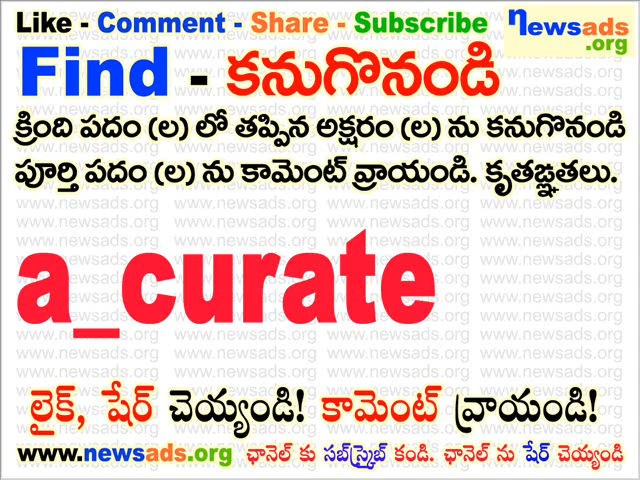 Like - Comment - Share - Subscribe
newsads
.org
Find - కనుగొనండి
క్రింది పదం (ల) లో తప్పిన అక్షరం (ల) ను కనుగొనండి
పూర్తి పదం (ల) ను కామెంట్ వ్రాయండి. కృతజ్ఞతలు.
a_curate
లైక్, షేర్ చెయ్యండి! కామెంట్ వ్రాయండి!
www.newsads.org ఛానెల్ కు సబ్‌స్క్రైబ్ కండి. ఛానెల్ ను షేర్ చెయ్యండి